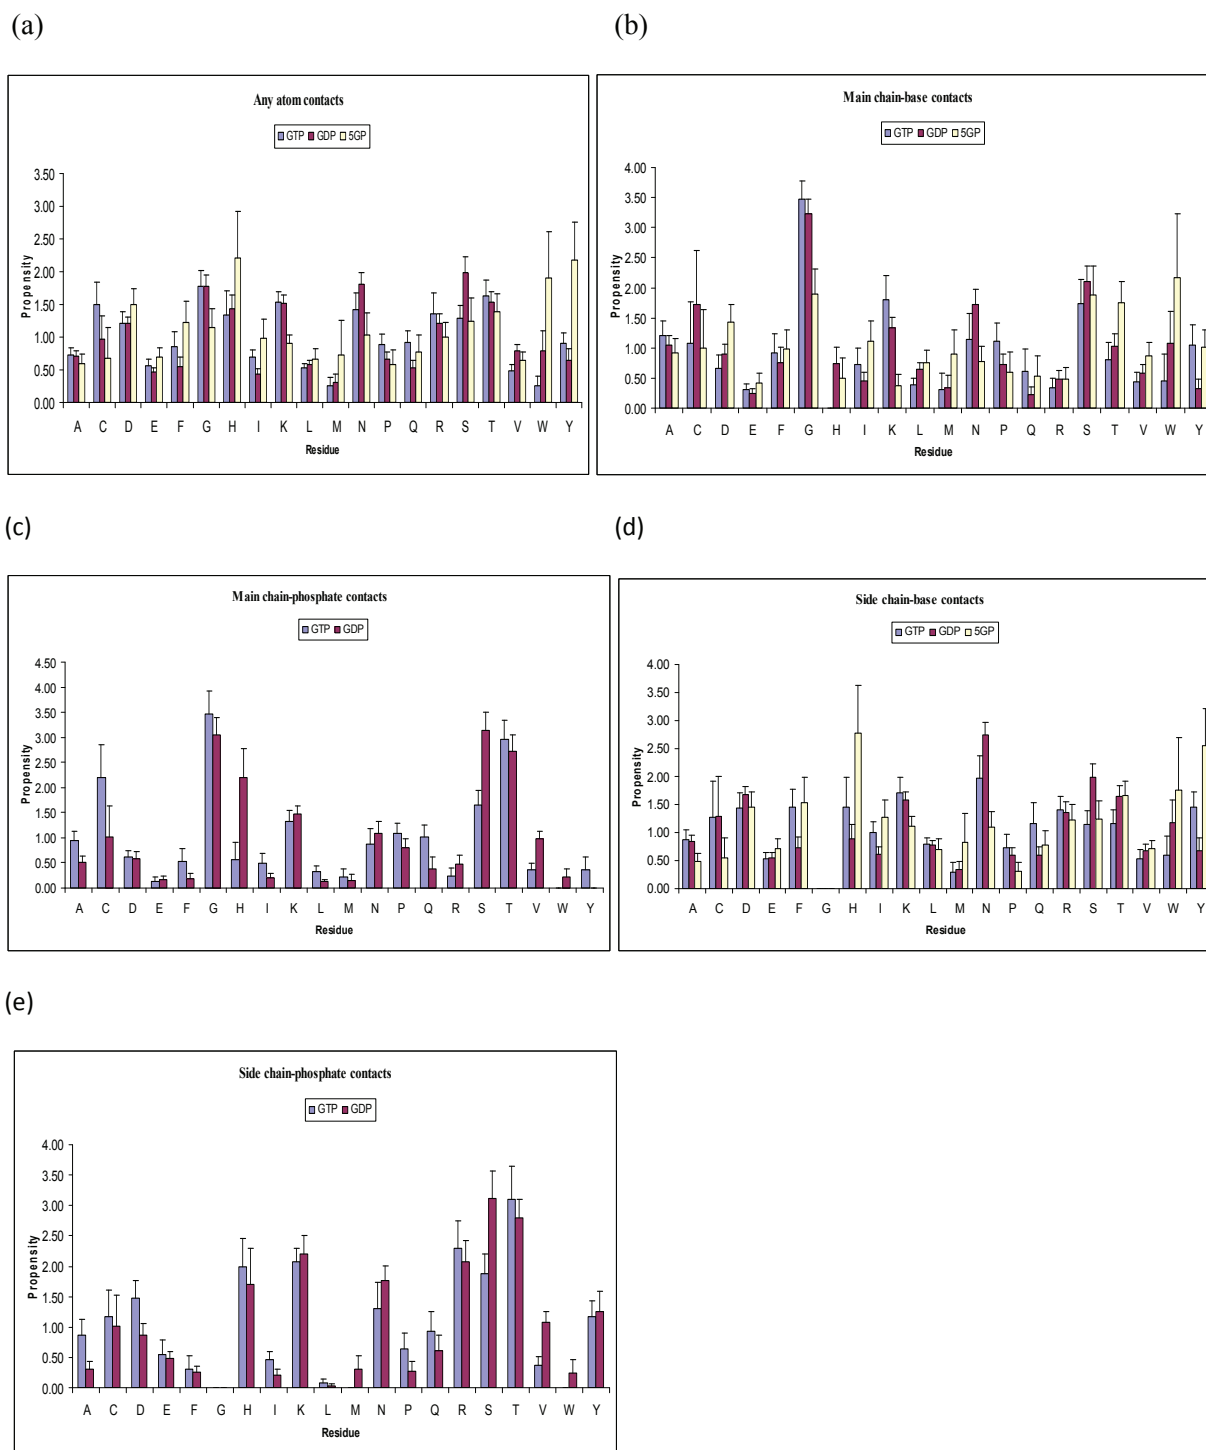 (a)
(b)
Any atom contacts
GTP GDP 5GP
3.50
3.00
2.50
2.00
1.50
1.00
0.50
0.00
Propensity
A C D E F G H I K L M N P Q R S T V W Y
Residue
Main chain-base contacts
GTP GDP 5GP
4.00
3.50
3.00
2.50
2.00
1.50
1.00
0.50
0.00
Propensity
A C D E F G H I K L M N P Q R S T V W Y
Residue
(c)
(d)
Main chain-phosphate contacts
GTP GDP
4.50
4.00
3.50
3.00
2.50
2.00
1.50
1.00
0.50
0.00
Propensity
A C D E F G H I K L M N P Q R S T V W Y
Residue
Side chain-base contacts
GTP GDP 5GP
4.00
3.50
3.00
2.50
2.00
1.50
1.00
0.50
0.00
Propensity
A C D E F G H I K L M N P Q R S T V W Y
Residue
(e)
Side chain-phosphate contacts
GTP GDP
4.00
3.50
3.00
2.50
2.00
1.50
1.00
0.50
0.00
Propensity
A C D E F G H I K L M N P Q R S T V W Y
Residue